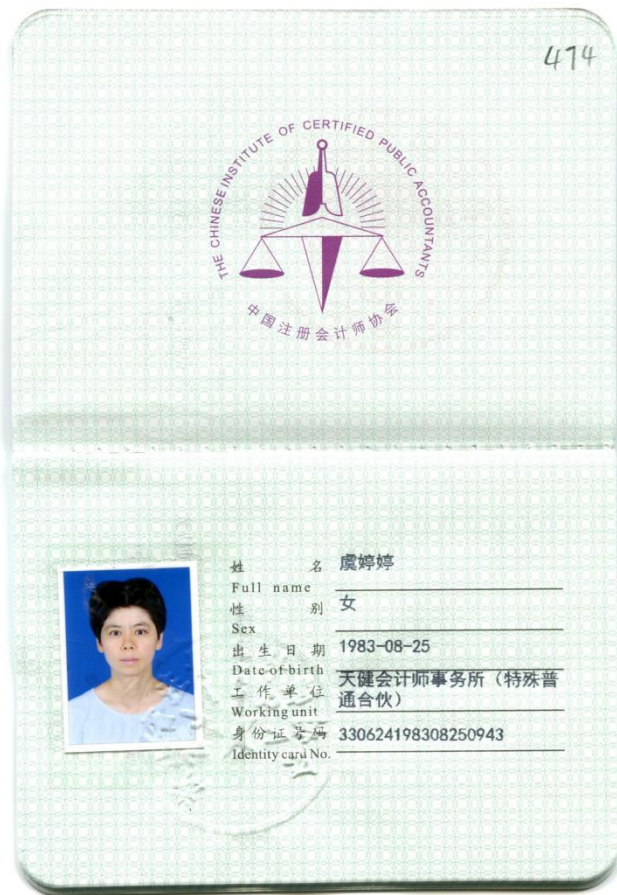 474
THE CHINESE INSTITUTE OF CERTIFIED PUBLIC ACCOUNTANTS
中国注册会计师协会
姓 名 虞婷婷
Full name
性 别 女
Sex
出生日期 1983-08-25
Date of birth
工作单位 天健会计师事务所（特殊普
通合伙）
Working unit
身份证号码 330624198308250943
Identity card No.